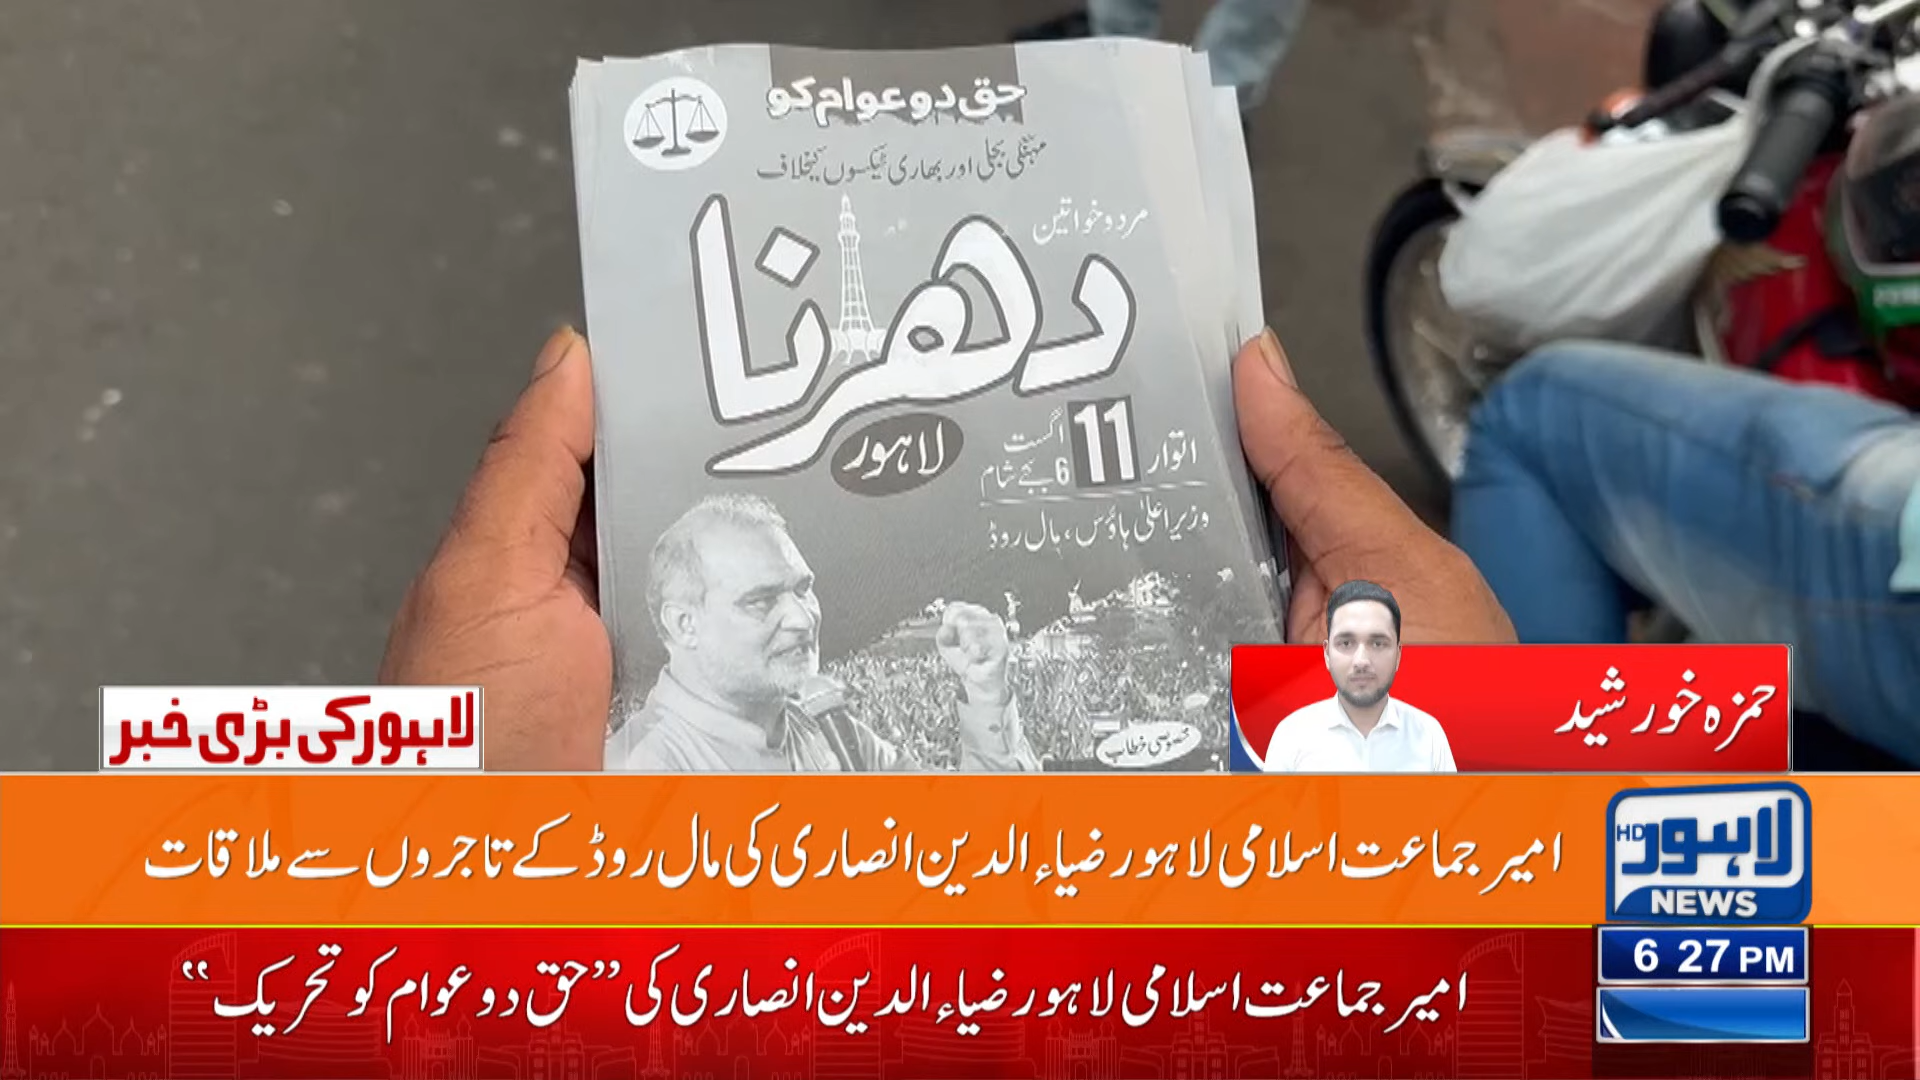 حق دو عوام کو
مہنگی بجلی اور بھاری ٹیکسوں کیخلاف
مرد و خواتین
دھرنا
لاہور
اتوار 11 اگست
6 بجے شام
وزیراعلیٰ ہاؤس، مال روڈ
خصوصی خطاب
حمزہ خورشید
لاہور کی بڑی خبر
امیر جماعت اسلامی لاہور ضیاء الدین انصاری کی مال روڈ کے تاجروں سے ملاقات
لاہور
HD
NEWS
6 27 PM
امیر جماعت اسلامی لاہور ضیاء الدین انصاری کی ”حق دو عوام کو تحریک“